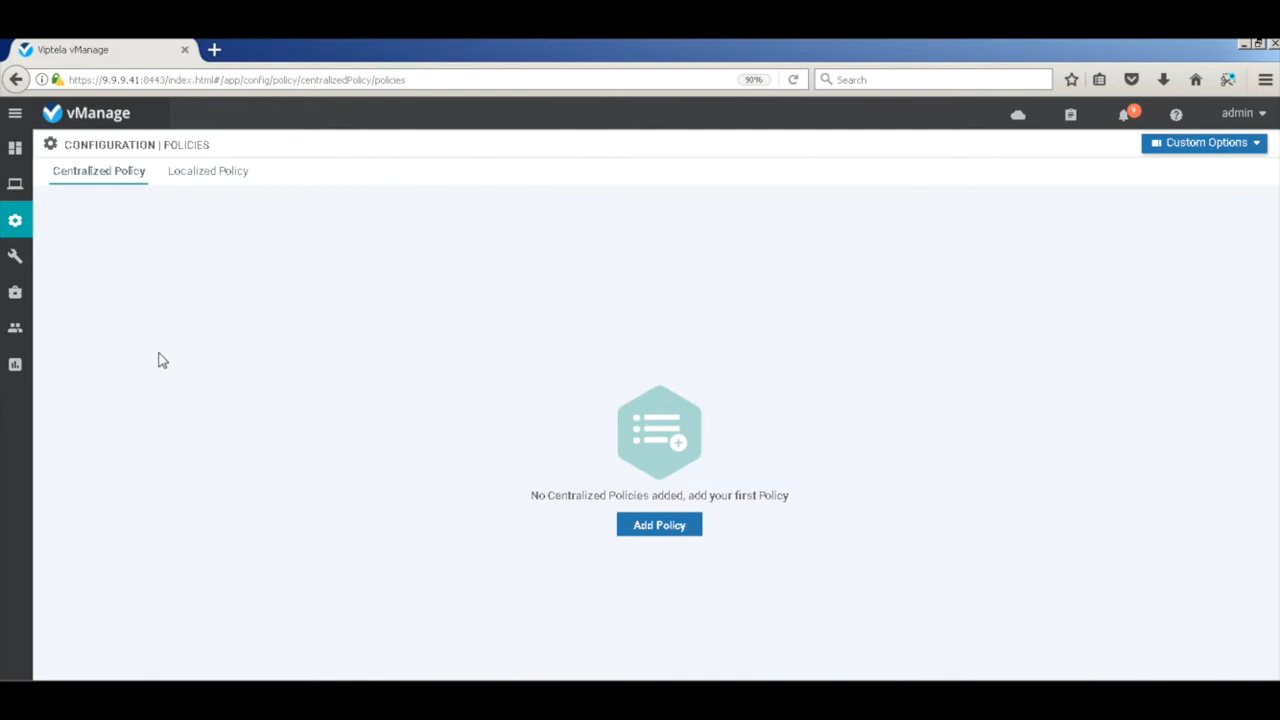 Viptela vManage
https://9.9.9.41:8443/index.html#/app/config/policy/centralizedPolicy/policies
90%
Search
vManage
9
admin
CONFIGURATION | POLICIES
Custom Options
Centralized Policy
Localized Policy
No Centralized Policies added, add your first Policy
Add Policy